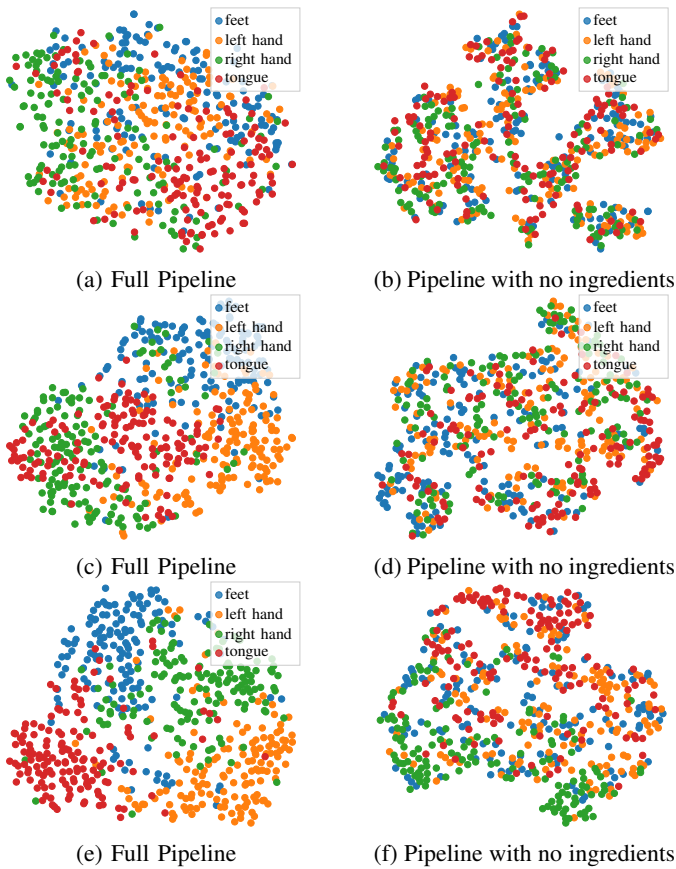 feet
left hand
right hand
tongue
feet
left hand
right hand
tongue
(a) Full Pipeline
(b) Pipeline with no ingredients
feet
left hand
right hand
tongue
feet
left hand
right hand
tongue
(c) Full Pipeline
(d) Pipeline with no ingredients
feet
left hand
right hand
tongue
(e) Full Pipeline
(f) Pipeline with no ingredients